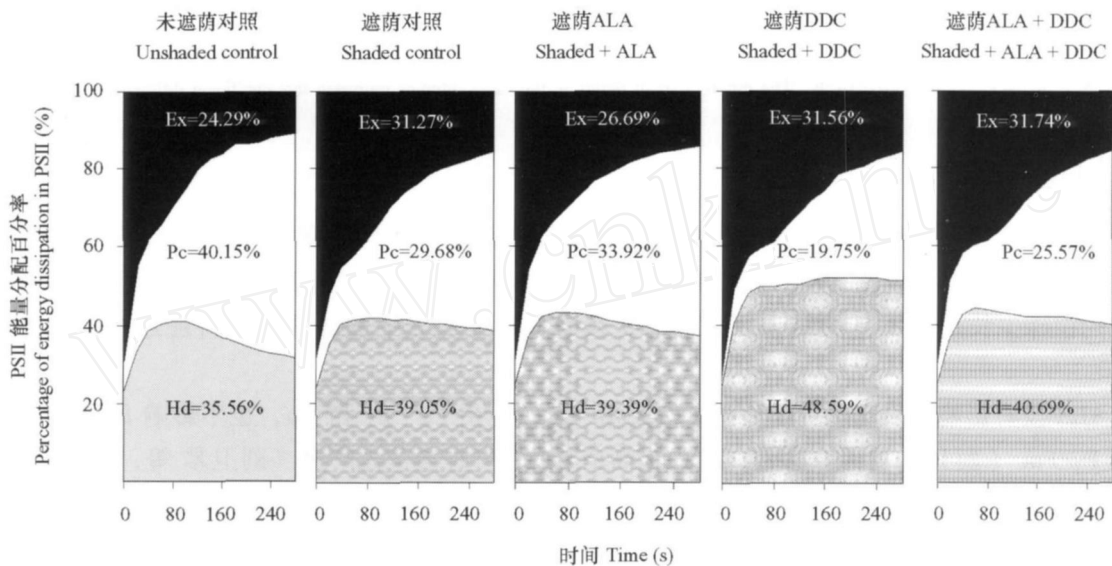 未遮荫对照
Unshaded control
遮荫对照
Shaded control
遮荫ALA
Shaded + ALA
遮荫DDC
Shaded + DDC
遮荫ALA + DDC
Shaded + ALA + DDC
PSII 能量分配百分率
Percentage of energy dissipation in PSII (%)
100
80
60
40
20
Ex=24.29%
Pc=40.15%
Hd=35.56%
Ex=31.27%
Pc=29.68%
Hd=39.05%
Ex=26.69%
Pc=33.92%
Hd=39.39%
Ex=31.56%
Pc=19.75%
Hd=48.59%
Ex=31.74%
Pc=25.57%
Hd=40.69%
0 80 160 240
0 80 160 240
0 80 160 240
0 80 160 240
0 80 160 240
时间 Time (s)
www.cnki.net